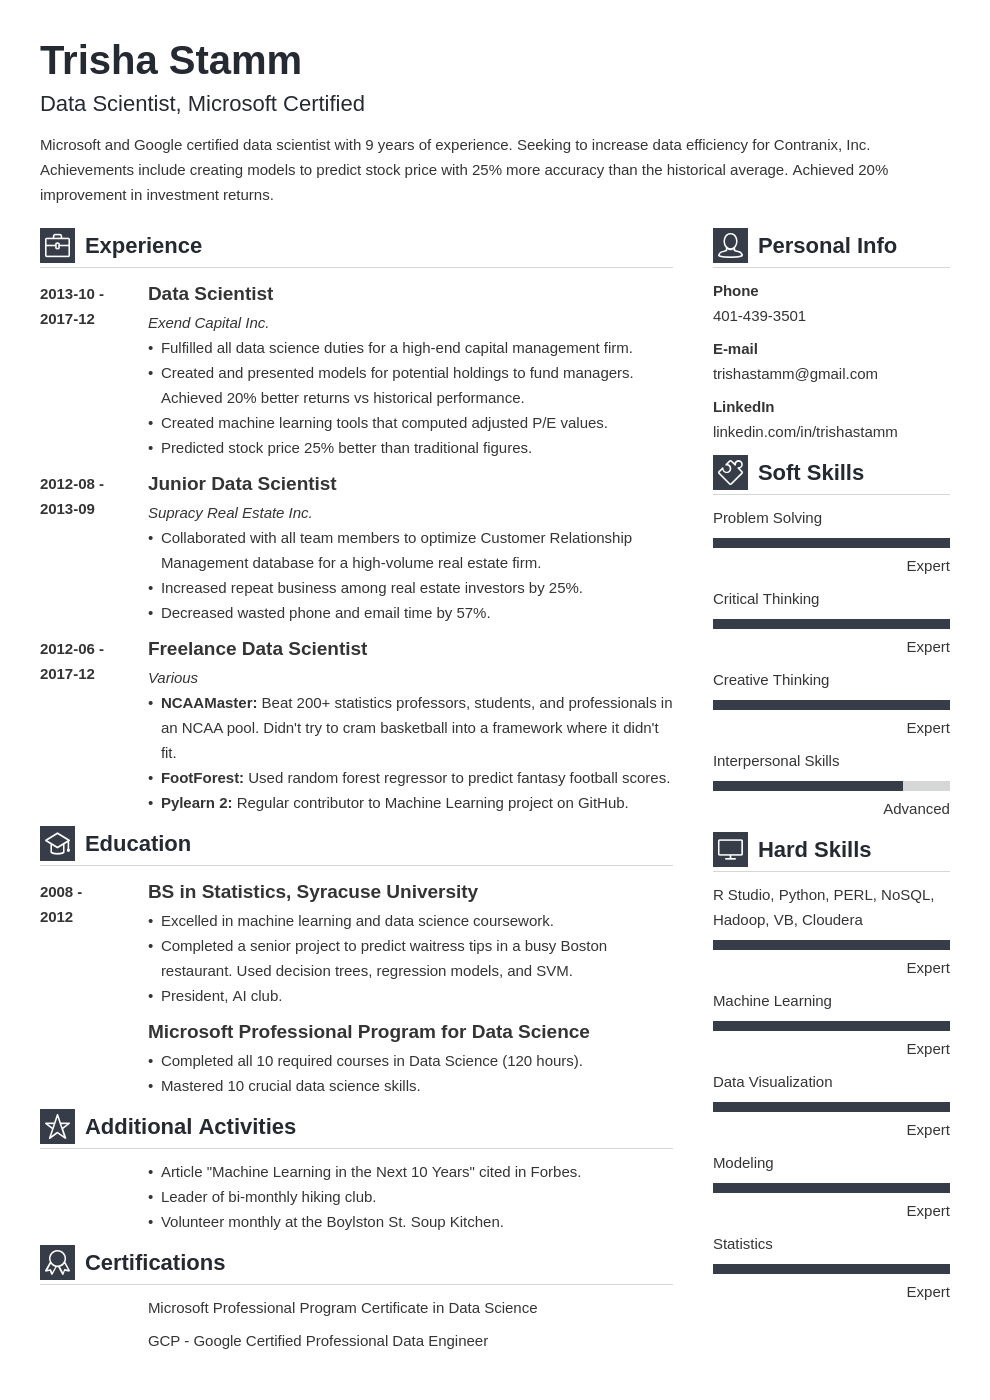 Trisha Stamm
Data Scientist, Microsoft Certified
Microsoft and Google certified data scientist with 9 years of experience. Seeking to increase data efficiency for Contranix, Inc.
Achievements include creating models to predict stock price with 25% more accuracy than the historical average. Achieved 20%
improvement in investment returns.
Experience
2013-10 -
2017-12
Data Scientist
Exend Capital Inc.
• Fulfilled all data science duties for a high-end capital management firm.
• Created and presented models for potential holdings to fund managers.
Achieved 20% better returns vs historical performance.
• Created machine learning tools that computed adjusted P/E values.
• Predicted stock price 25% better than traditional figures.
2012-08 -
2013-09
Junior Data Scientist
Supracy Real Estate Inc.
• Collaborated with all team members to optimize Customer Relationship
Management database for a high-volume real estate firm.
• Increased repeat business among real estate investors by 25%.
• Decreased wasted phone and email time by 57%.
2012-06 -
2017-12
Freelance Data Scientist
Various
• NCAAMaster: Beat 200+ statistics professors, students, and professionals in
an NCAA pool. Didn't try to cram basketball into a framework where it didn't
fit.
• FootForest: Used random forest regressor to predict fantasy football scores.
• Pylearn 2: Regular contributor to Machine Learning project on GitHub.
Education
2008 -
2012
BS in Statistics, Syracuse University
• Excelled in machine learning and data science coursework.
• Completed a senior project to predict waitress tips in a busy Boston
restaurant. Used decision trees, regression models, and SVM.
• President, AI club.
Microsoft Professional Program for Data Science
• Completed all 10 required courses in Data Science (120 hours).
• Mastered 10 crucial data science skills.
Additional Activities
• Article "Machine Learning in the Next 10 Years" cited in Forbes.
• Leader of bi-monthly hiking club.
• Volunteer monthly at the Boylston St. Soup Kitchen.
Certifications
Microsoft Professional Program Certificate in Data Science
GCP - Google Certified Professional Data Engineer
Personal Info
Phone
401-439-3501
E-mail
trishastamm@gmail.com
LinkedIn
linkedin.com/in/trishastamm
Soft Skills
Problem Solving
Expert
Critical Thinking
Expert
Creative Thinking
Expert
Interpersonal Skills
Advanced
Hard Skills
R Studio, Python, PERL, NoSQL,
Hadoop, VB, Cloudera
Expert
Machine Learning
Expert
Data Visualization
Expert
Modeling
Expert
Statistics
Expert